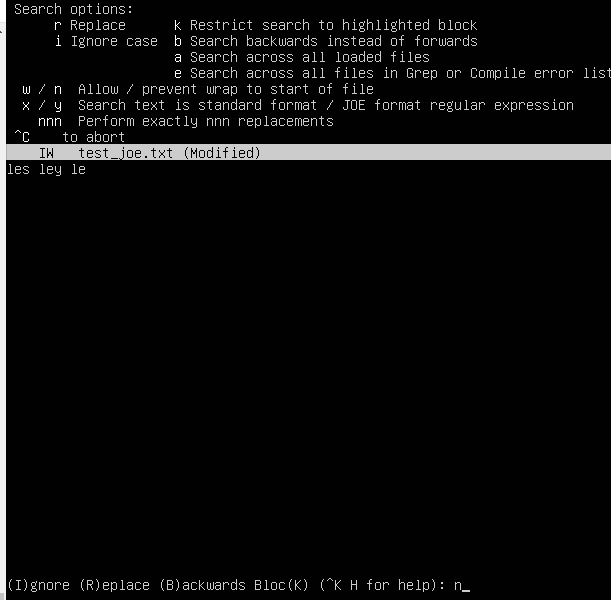 Search options:
r Replace k Restrict search to highlighted block
i Ignore case b Search backwards instead of forwards
a Search across all loaded files
e Search across all files in Grep or Compile error list
w / n Allow / prevent wrap to start of file
x / y Search text is standard format / JOE format regular expression
nnn Perform exactly nnn replacements
^C to abort
IW test_joe.txt (Modified)
les ley le
(I)gnore (R)eplace (B)ackwards Bloc(K) (^K H for help): n_